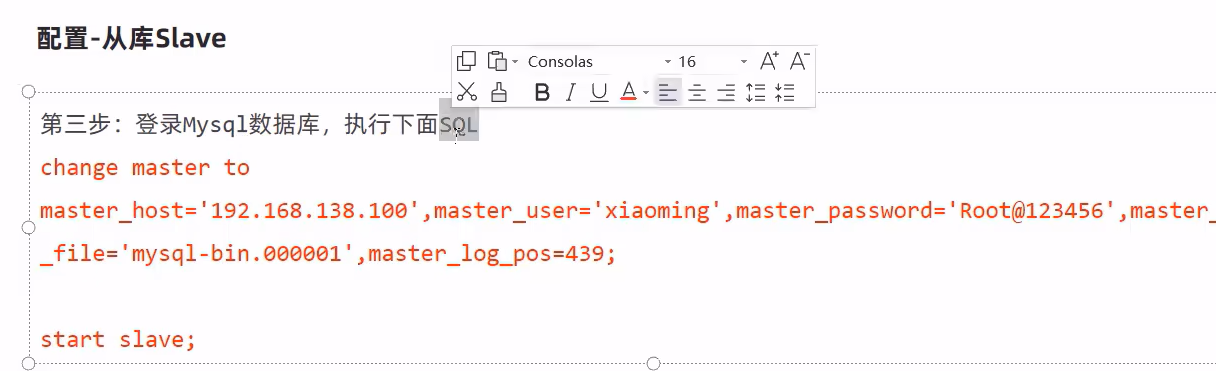 配置-从库Slave
Consolas 16 A+ A-
B I U A
第三步：登录Mysql数据库，执行下面SQL
change master to
master_host='192.168.138.100',master_user='xiaoming',master_password='Root@123456',master_
_file='mysql-bin.000001',master_log_pos=439;
start slave;